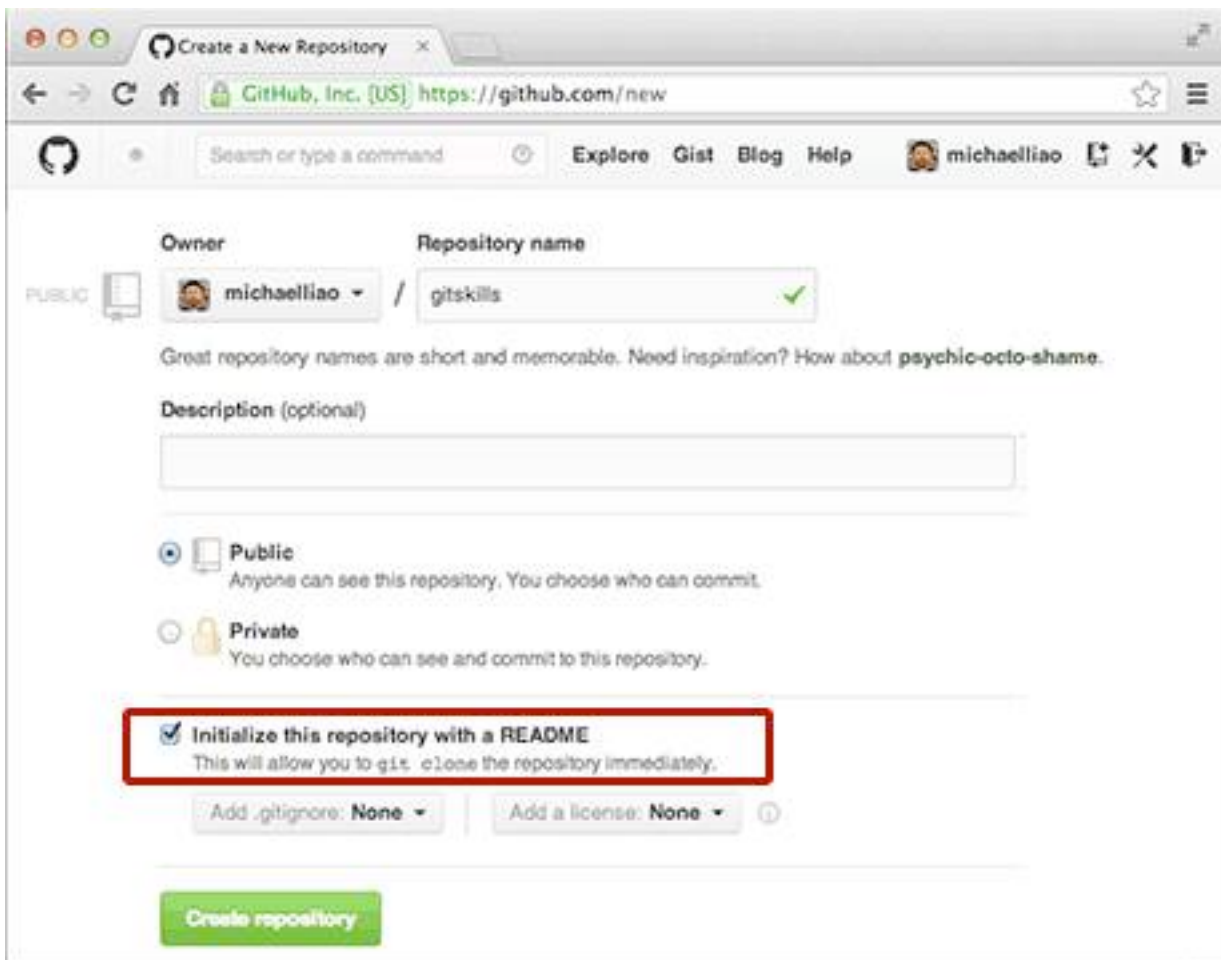 Create a New Repository
GitHub, Inc. [US] https://github.com/new
Search or type a command Explore Gist Blog Help michaelliao
Owner Repository name
PUBLIC michaelliao / gitskills
Great repository names are short and memorable. Need inspiration? How about psychic-octo-shame.
Description (optional)
Public
Anyone can see this repository. You choose who can commit.
Private
You choose who can see and commit to this repository.
Initialize this repository with a README
This will allow you to git clone the repository immediately.
Add .gitignore: None Add a license: None
Create repository